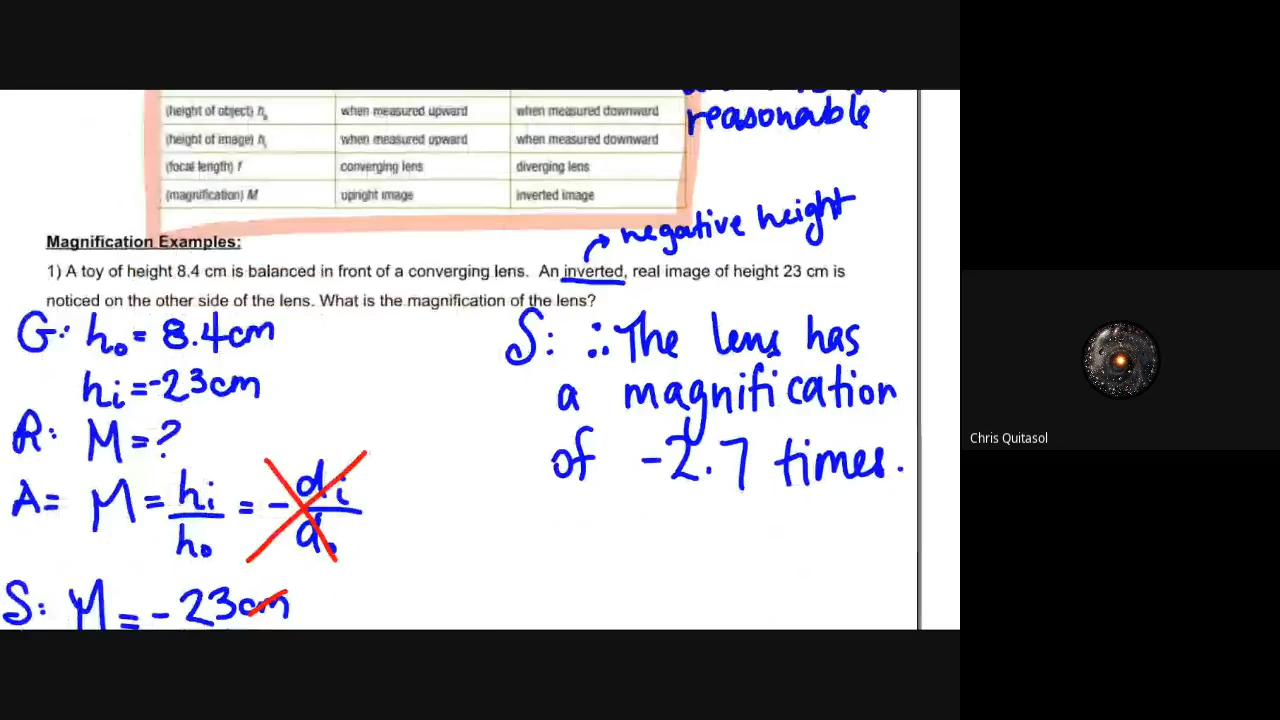 reasonable
(height of object) hₒ when measured upward when measured downward
(height of image) hᵢ when measured upward when measured downward
(focal length) f converging lens diverging lens
(magnification) M upright image inverted image
negative height
Magnification Examples:
1) A toy of height 8.4 cm is balanced in front of a converging lens. An inverted, real image of height 23 cm is
noticed on the other side of the lens. What is the magnification of the lens?
G: hₒ = 8.4cm
hᵢ = -23cm
R: M = ?
A= M = hᵢ/hₒ = - dᵢ/dₒ
S: M = -23cm
S: ∴ The lens has
a magnification
of -2.7 times.
Chris Quitasol